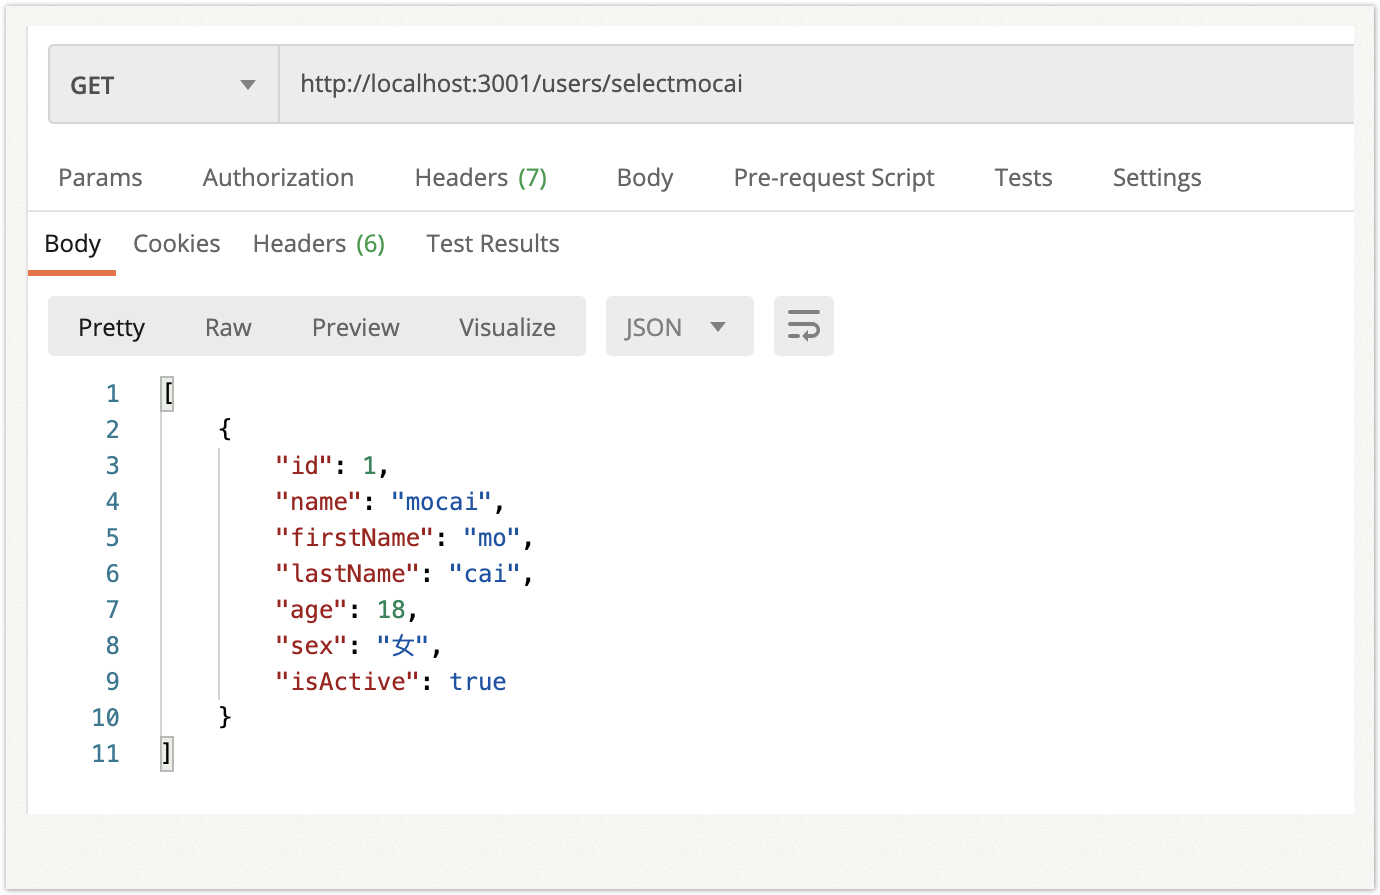 GET http://localhost:3001/users/selectmocai
Params Authorization Headers (7) Body Pre-request Script Tests Settings
Body Cookies Headers (6) Test Results
Pretty Raw Preview Visualize JSON
1 [
2 {
3 "id": 1,
4 "name": "mocai",
5 "firstName": "mo",
6 "lastName": "cai",
7 "age": 18,
8 "sex": "女",
9 "isActive": true
10 }
11 ]